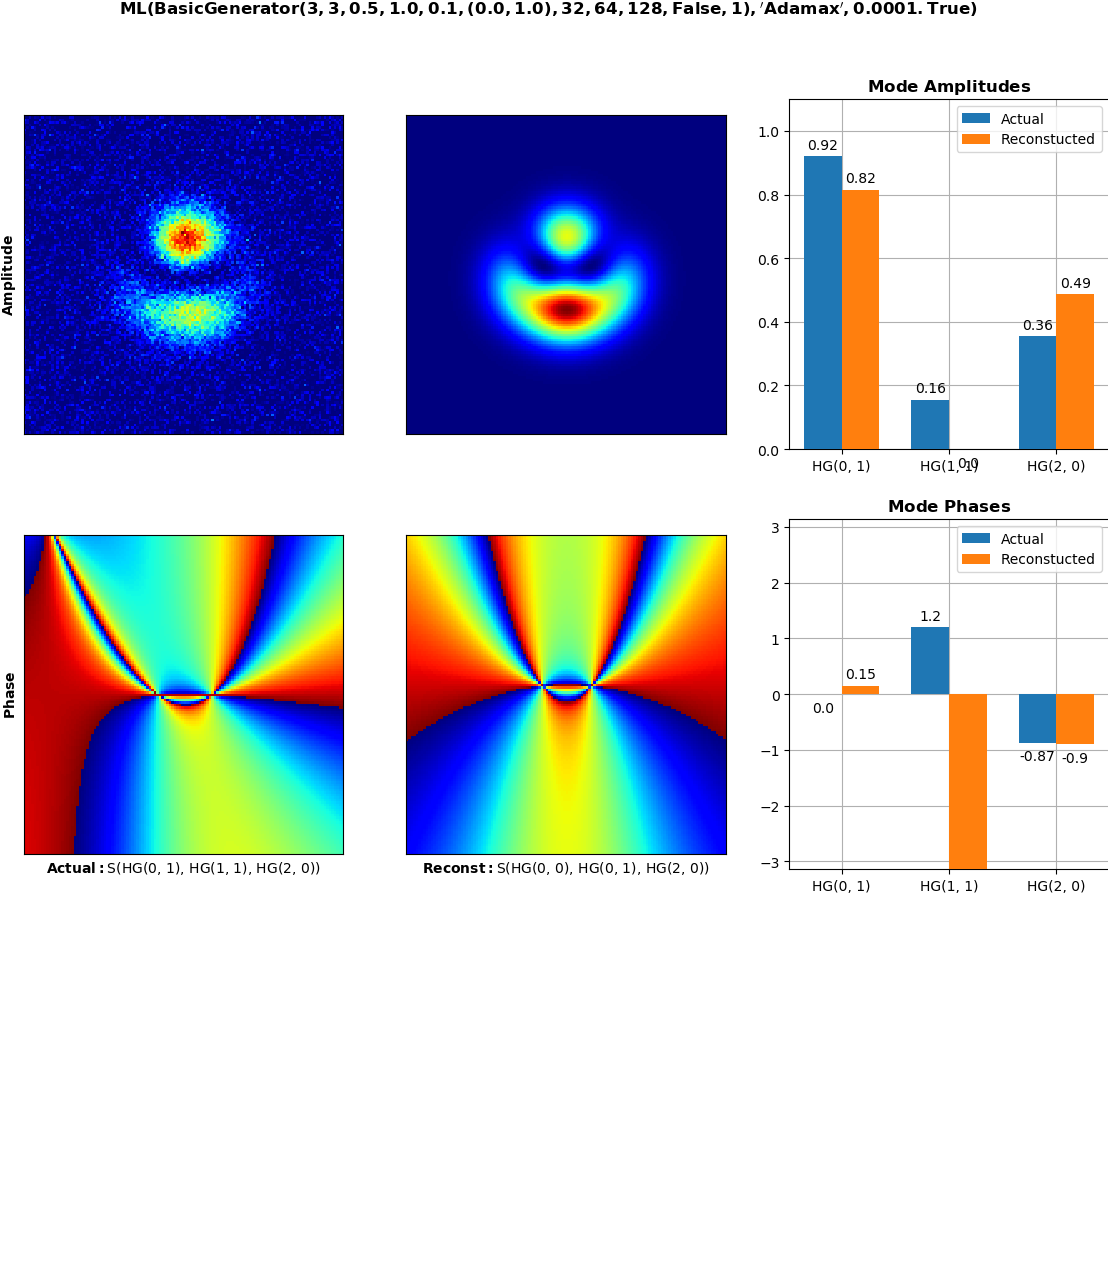 ML(BasicGenerator(3, 3, 0.5, 1.0, 0.1, (0.0, 1.0), 32, 64, 128, False, 1), 'Adamax', 0.0001. True)
Amplitude
Mode Amplitudes
Actual
Reconstucted
1.0
0.8
0.6
0.4
0.2
0.0
0.92
0.82
0.16
0.0
0.36
0.49
HG(0, 1)
HG(1, 1)
HG(2, 0)
Phase
Actual: S(HG(0, 1), HG(1, 1), HG(2, 0))
Reconst: S(HG(0, 0), HG(0, 1), HG(2, 0))
Mode Phases
Actual
Reconstucted
3
2
1
0
−1
−2
−3
0.0
0.15
1.2
-0.87
-0.9
HG(0, 1)
HG(1, 1)
HG(2, 0)